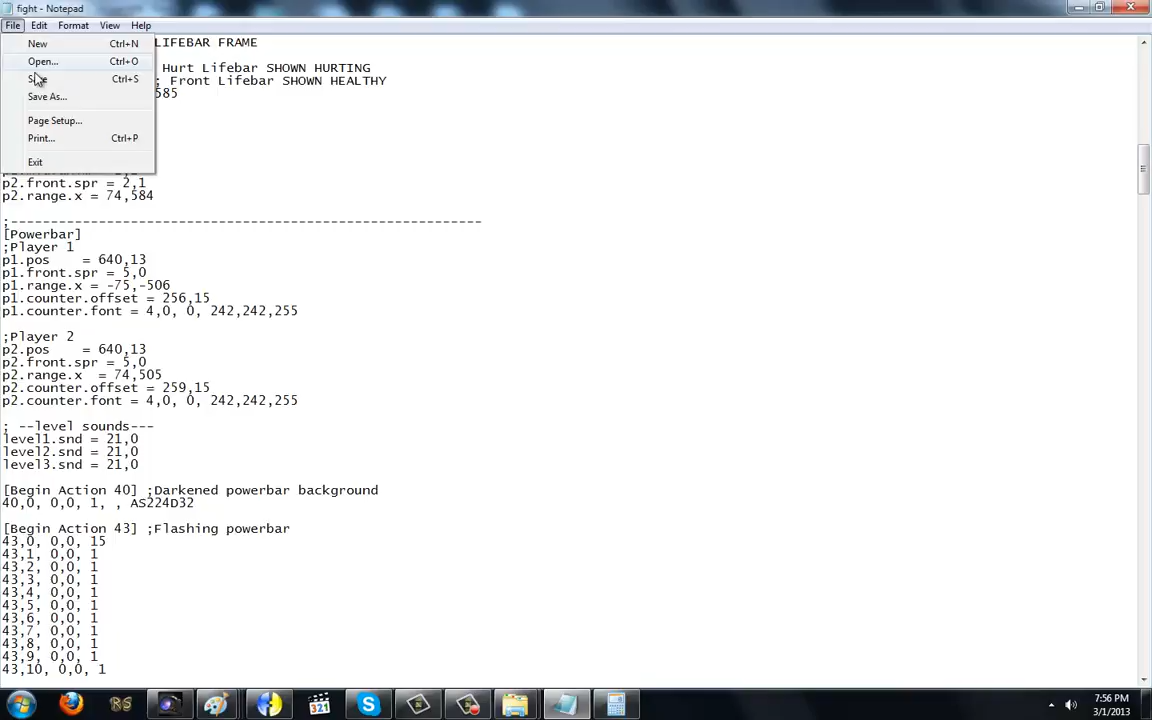 fight - Notepad
File Edit Format View Help
New Ctrl+N
Open... Ctrl+O
Ctrl+S
Save As...
Page Setup...
Print... Ctrl+P
Exit
LIFEBAR FRAME
Hurt Lifebar SHOWN HURTING
; Front Lifebar SHOWN HEALTHY
585
p2.front.spr = 2,1
p2.range.x = 74,584
;-----------------------------------------------------------
[Powerbar]
;Player 1
p1.pos    = 640,13
p1.front.spr = 5,0
p1.range.x = -75,-506
p1.counter.offset = 256,15
p1.counter.font = 4,0, 0, 242,242,255
;Player 2
p2.pos    = 640,13
p2.front.spr = 5,0
p2.range.x  = 74,505
p2.counter.offset = 259,15
p2.counter.font = 4,0, 0, 242,242,255
; --level sounds---
level1.snd = 21,0
level2.snd = 21,0
level3.snd = 21,0
[Begin Action 40] ;Darkened powerbar background
40,0, 0,0, 1, , AS224D32
[Begin Action 43] ;Flashing powerbar
43,0, 0,0, 15
43,1, 0,0, 1
43,2, 0,0, 1
43,3, 0,0, 1
43,4, 0,0, 1
43,5, 0,0, 1
43,6, 0,0, 1
43,7, 0,0, 1
43,8, 0,0, 1
43,9, 0,0, 1
43,10, 0,0, 1
RS
321
7:56 PM
3/1/2013